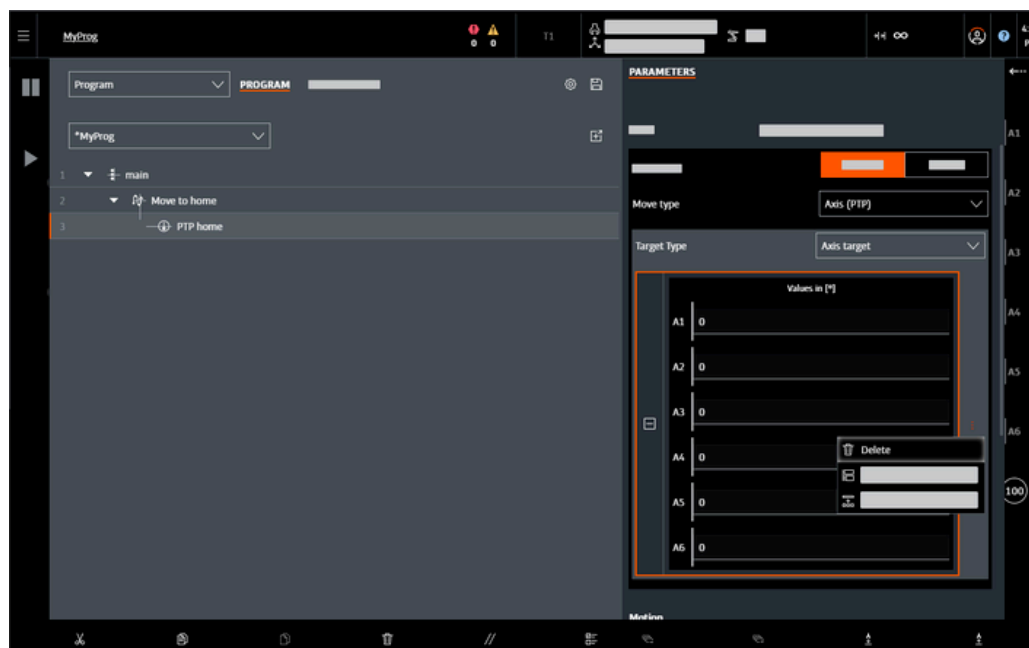 MyProg
0 0
T1
Program
PROGRAM
*MyProg
1 main
2 Move to home
3 PTP home
PARAMETERS
Move type
Axis (PTP)
Target Type
Axis target
Values in [°]
A1 0
A2 0
A3 0
A4 0
A5 0
A6 0
Delete
Motion
A1
A2
A3
A4
A5
A6
100